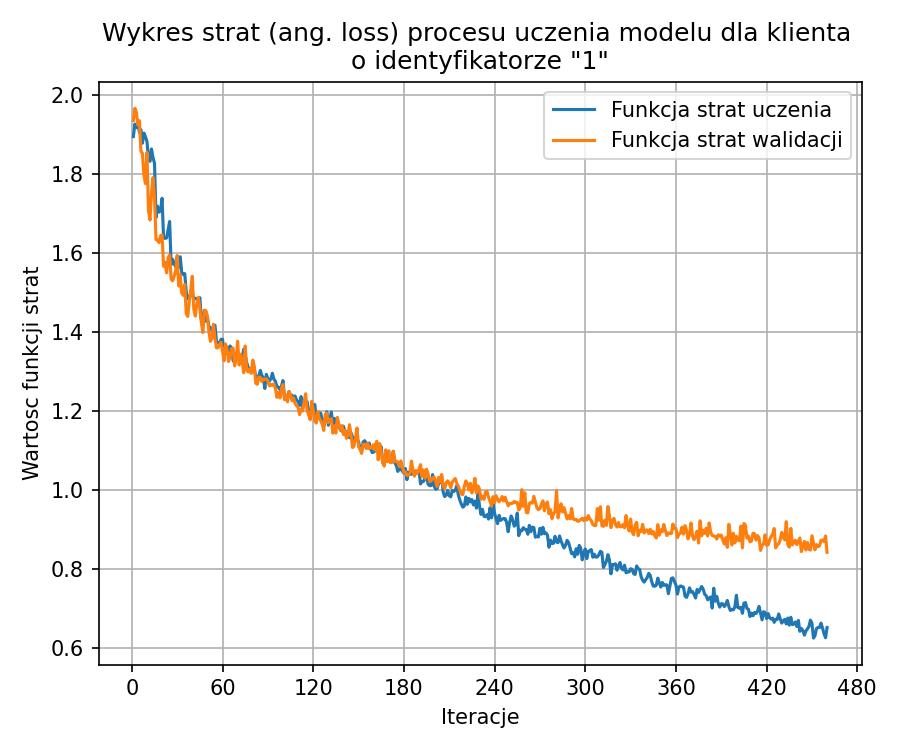 Wykres strat (ang. loss) procesu uczenia modelu dla klienta
o identyfikatorze "1"
Funkcja strat uczenia
Funkcja strat walidacji
Wartosc funkcji strat
2.0
1.8
1.6
1.4
1.2
1.0
0.8
0.6
0 60 120 180 240 300 360 420 480
Iteracje